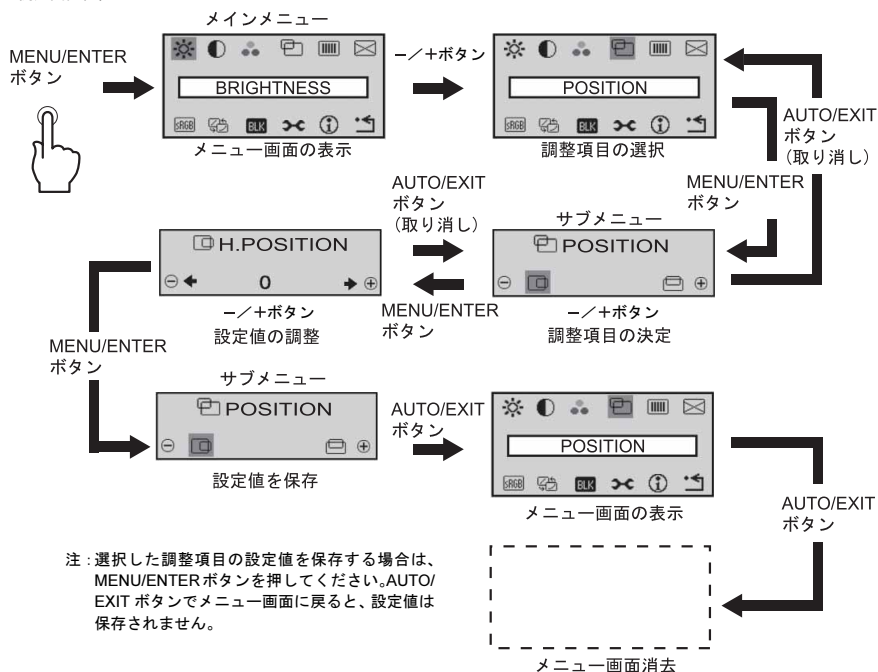 メインメニュー
MENU/ENTER
ボタン
BRIGHTNESS
sRGB
BLK
メニュー画面の表示
−／+ボタン
POSITION
sRGB
BLK
調整項目の選択
AUTO/EXIT
ボタン
（取り消し）
MENU/ENTER
ボタン
AUTO/EXIT
ボタン
（取り消し）
サブメニュー
POSITION
−／+ボタン
調整項目の決定
MENU/ENTER
ボタン
H.POSITION
0
−／+ボタン
設定値の調整
MENU/ENTER
ボタン
サブメニュー
POSITION
設定値を保存
AUTO/EXIT
ボタン
POSITION
sRGB
BLK
メニュー画面の表示
AUTO/EXIT
ボタン
メニュー画面消去
注：選択した調整項目の設定値を保存する場合は、
MENU/ENTERボタンを押してください。AUTO/
EXIT ボタンでメニュー画面に戻ると、設定値は
保存されません。